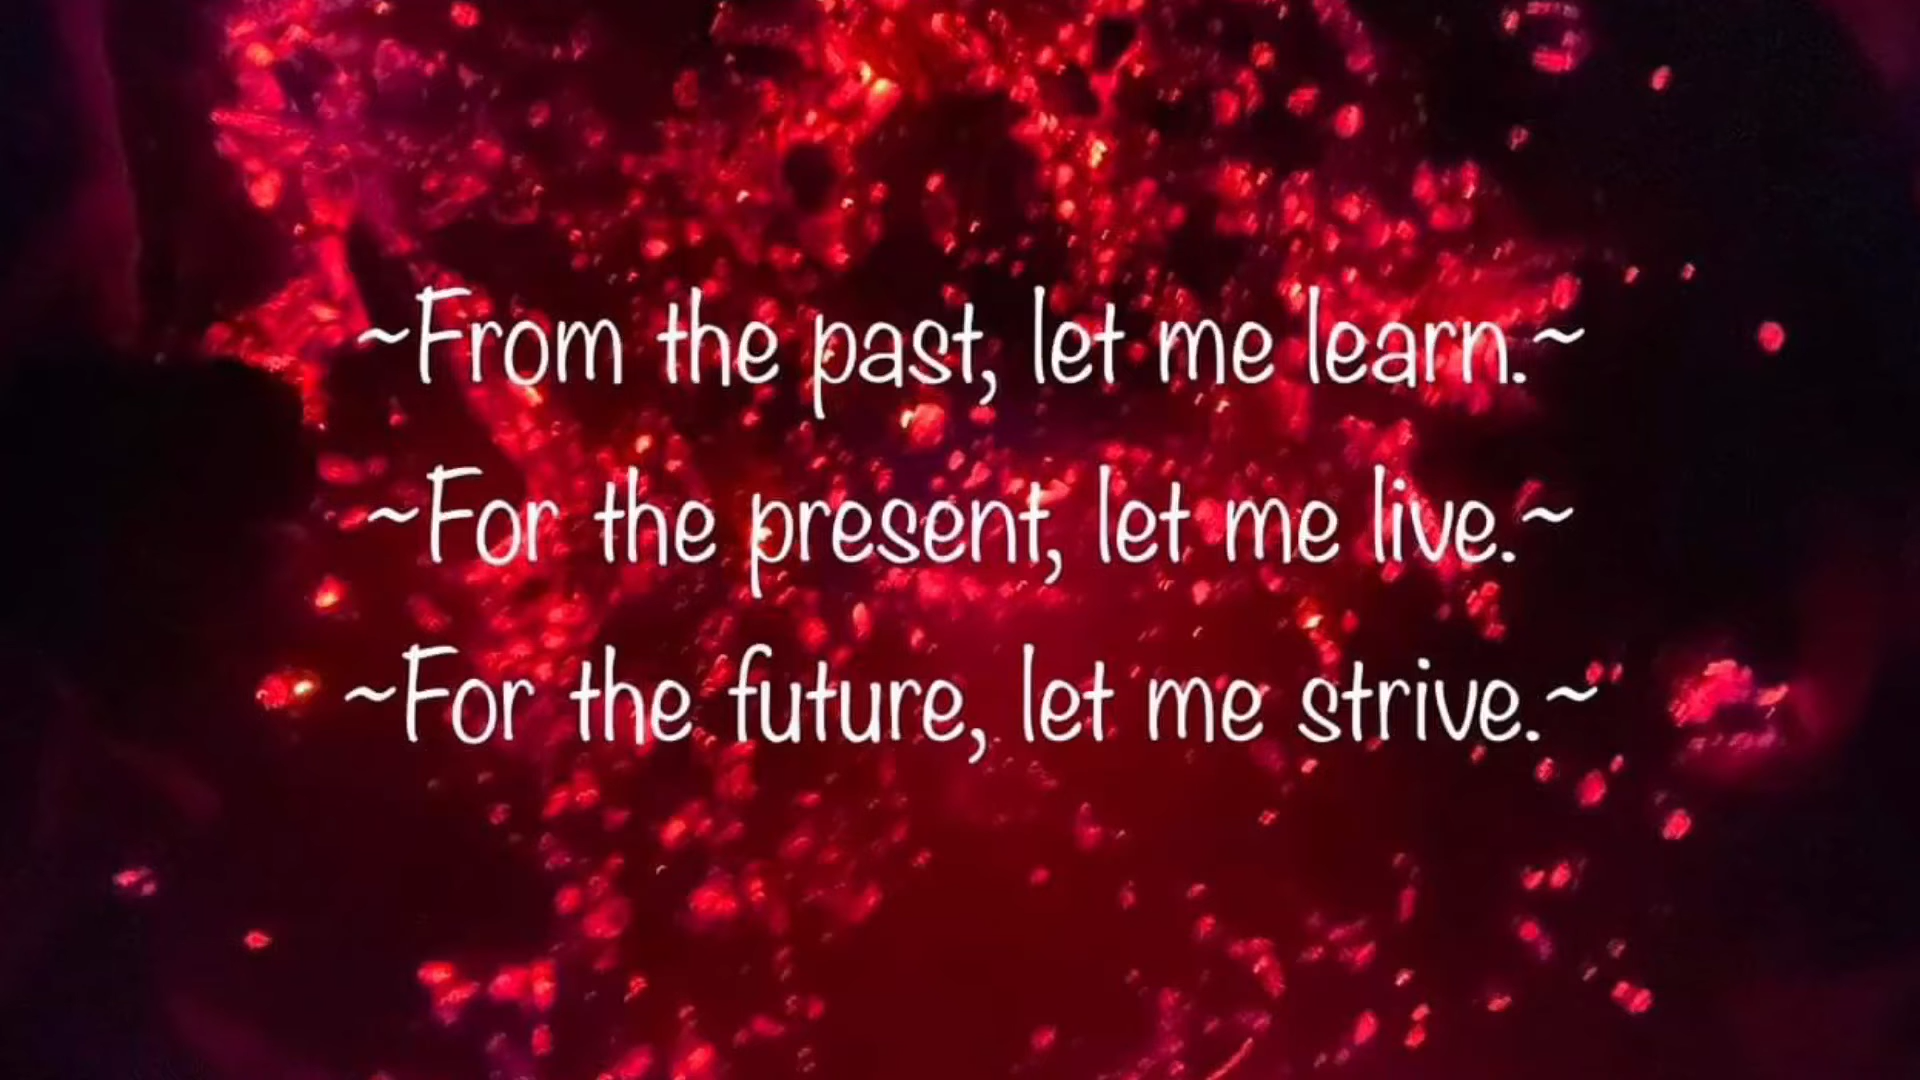 ~From the past, let me learn.~
~For the present, let me live.~
~For the future, let me strive.~